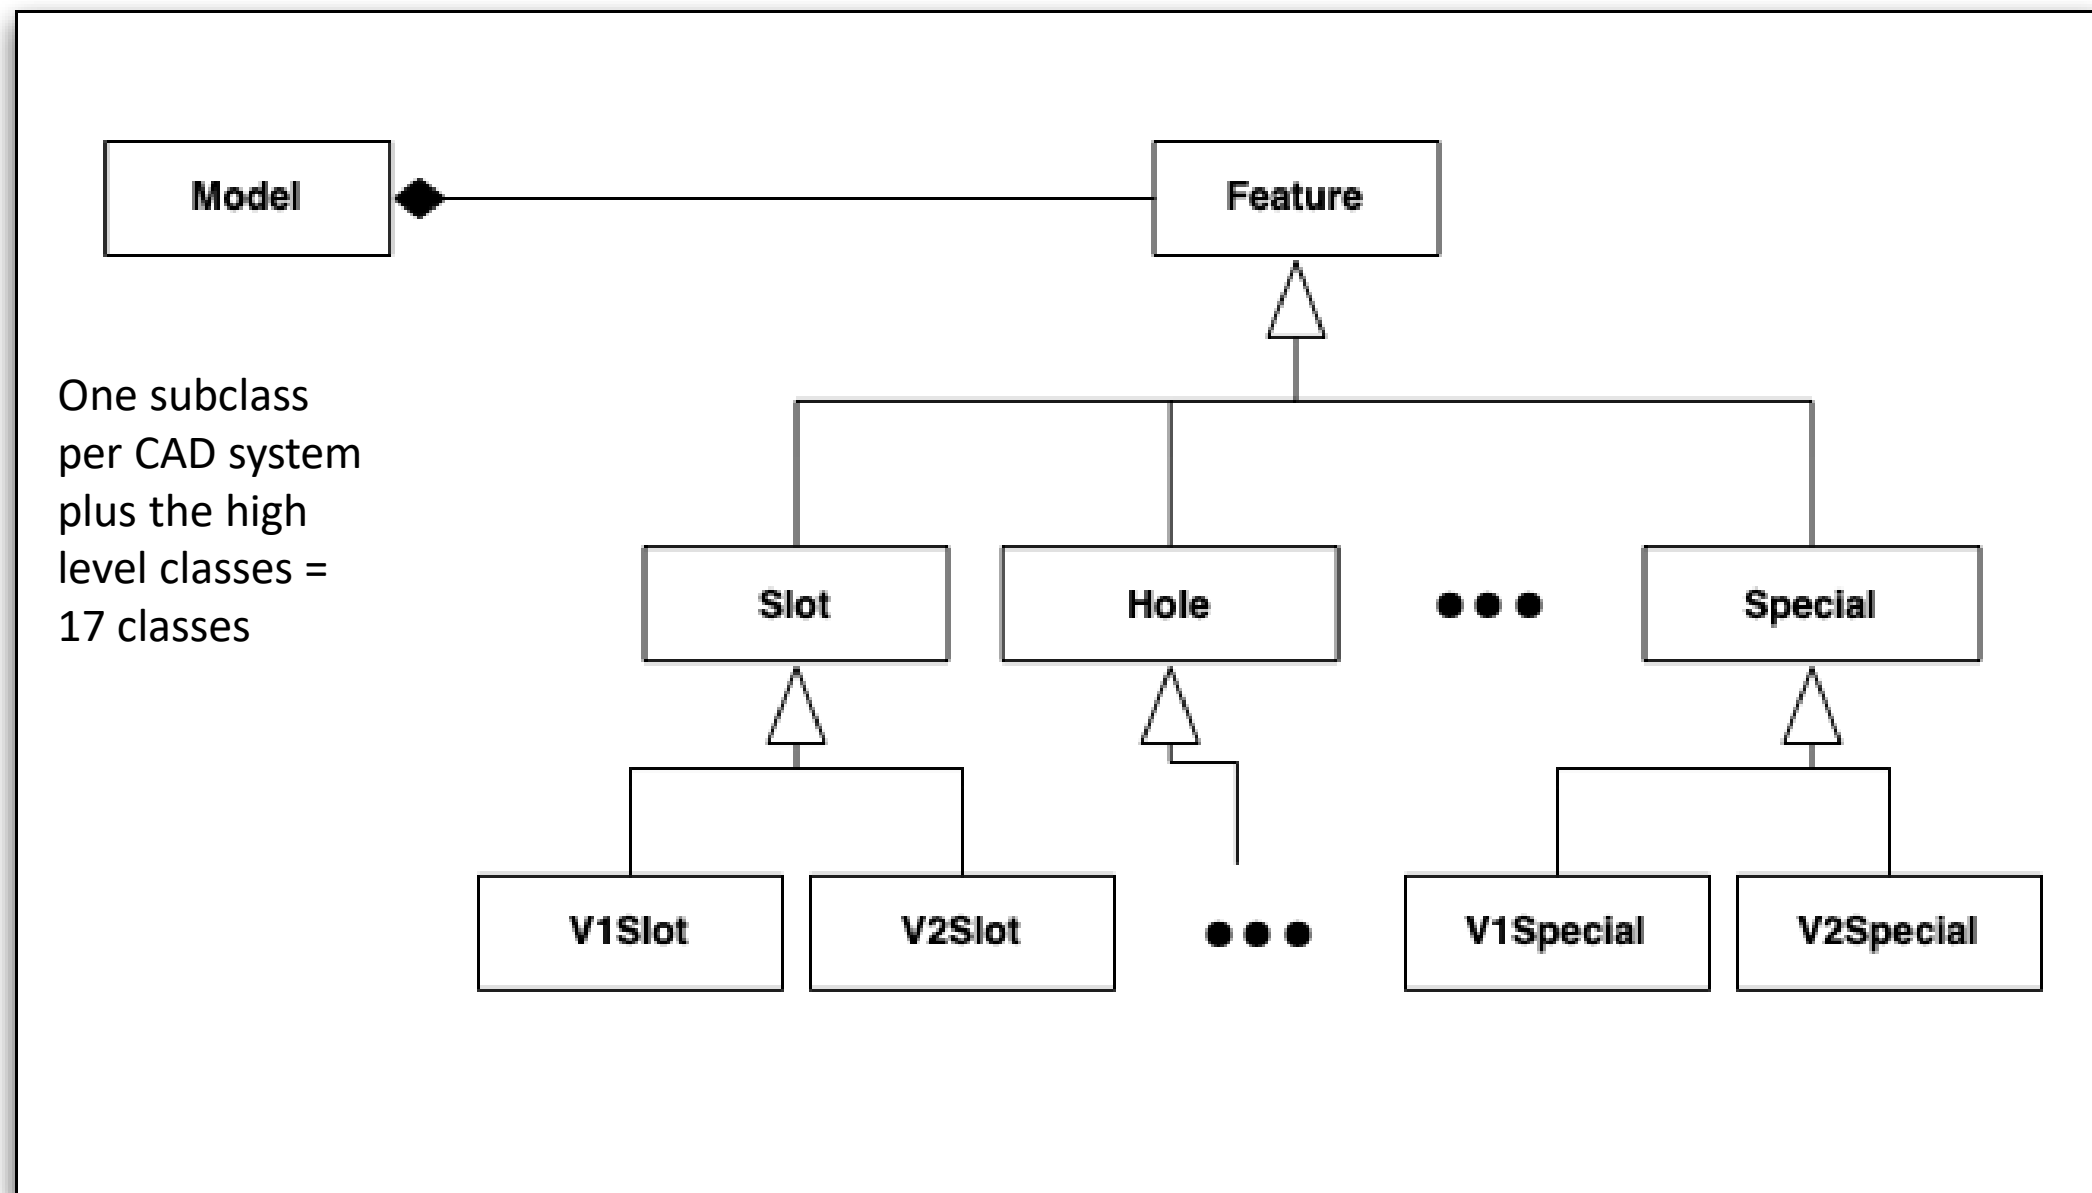 Model
Feature
One subclass
per CAD system
plus the high
level classes =
17 classes
Slot
Hole
Special
V1Slot
V2Slot
V1Special
V2Special